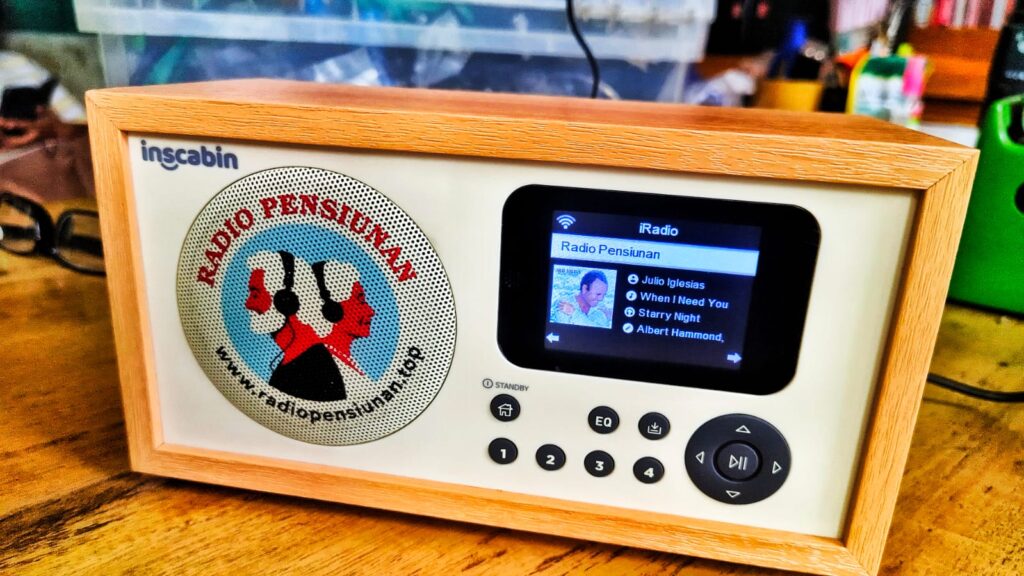 inscabin
RADIO PENSIUNAN
www.radiopensiunan.top
iRadio
Radio Pensiunan
Julio Iglesias
When I Need You
Starry Night
Albert Hammond,
STANDBY
EQ
1
2
3
4